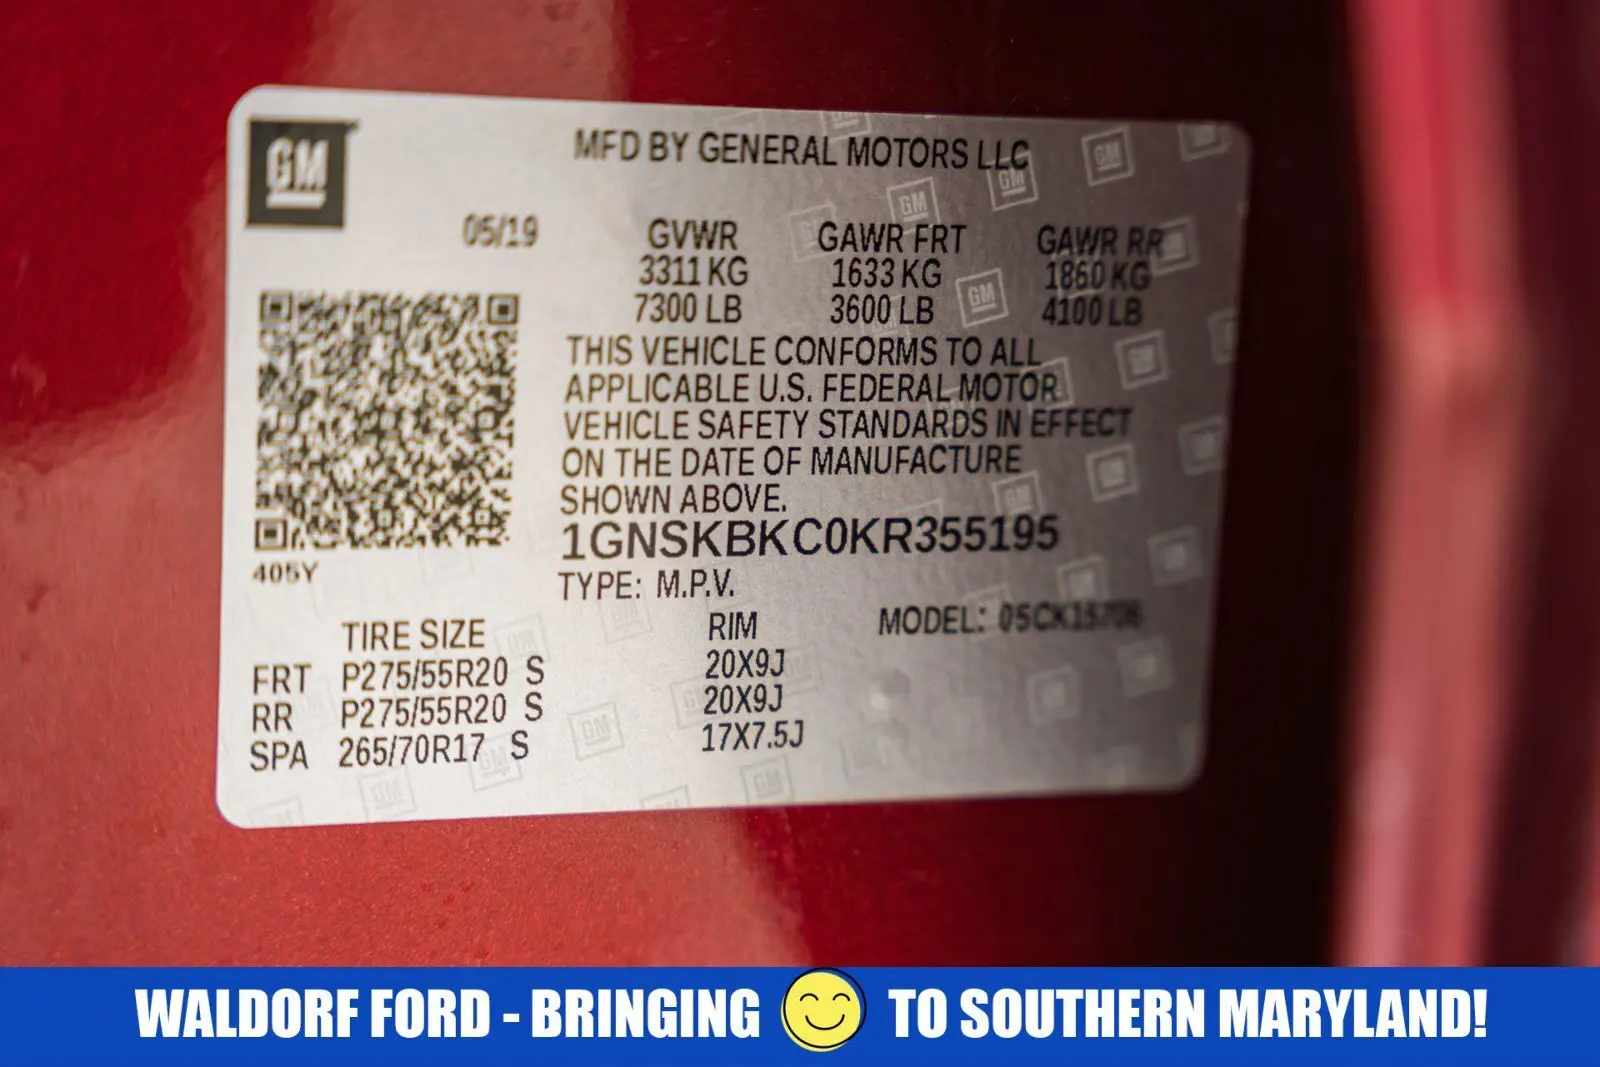 GM
MFD BY GENERAL MOTORS LLC
05/19 GVWR GAWR FRT GAWR RR
3311 KG 1633 KG 1860 KG
7300 LB 3600 LB 4100 LB
THIS VEHICLE CONFORMS TO ALL
APPLICABLE U.S. FEDERAL MOTOR
VEHICLE SAFETY STANDARDS IN EFFECT
ON THE DATE OF MANUFACTURE
SHOWN ABOVE.
1GNSKBKC0KR355195
405Y
TYPE: M.P.V.
TIRE SIZE RIM MODEL:
FRT P275/55R20 S 20X9J
RR P275/55R20 S 20X9J
SPA 265/70R17 S 17X7.5J
WALDORF FORD - BRINGING TO SOUTHERN MARYLAND!